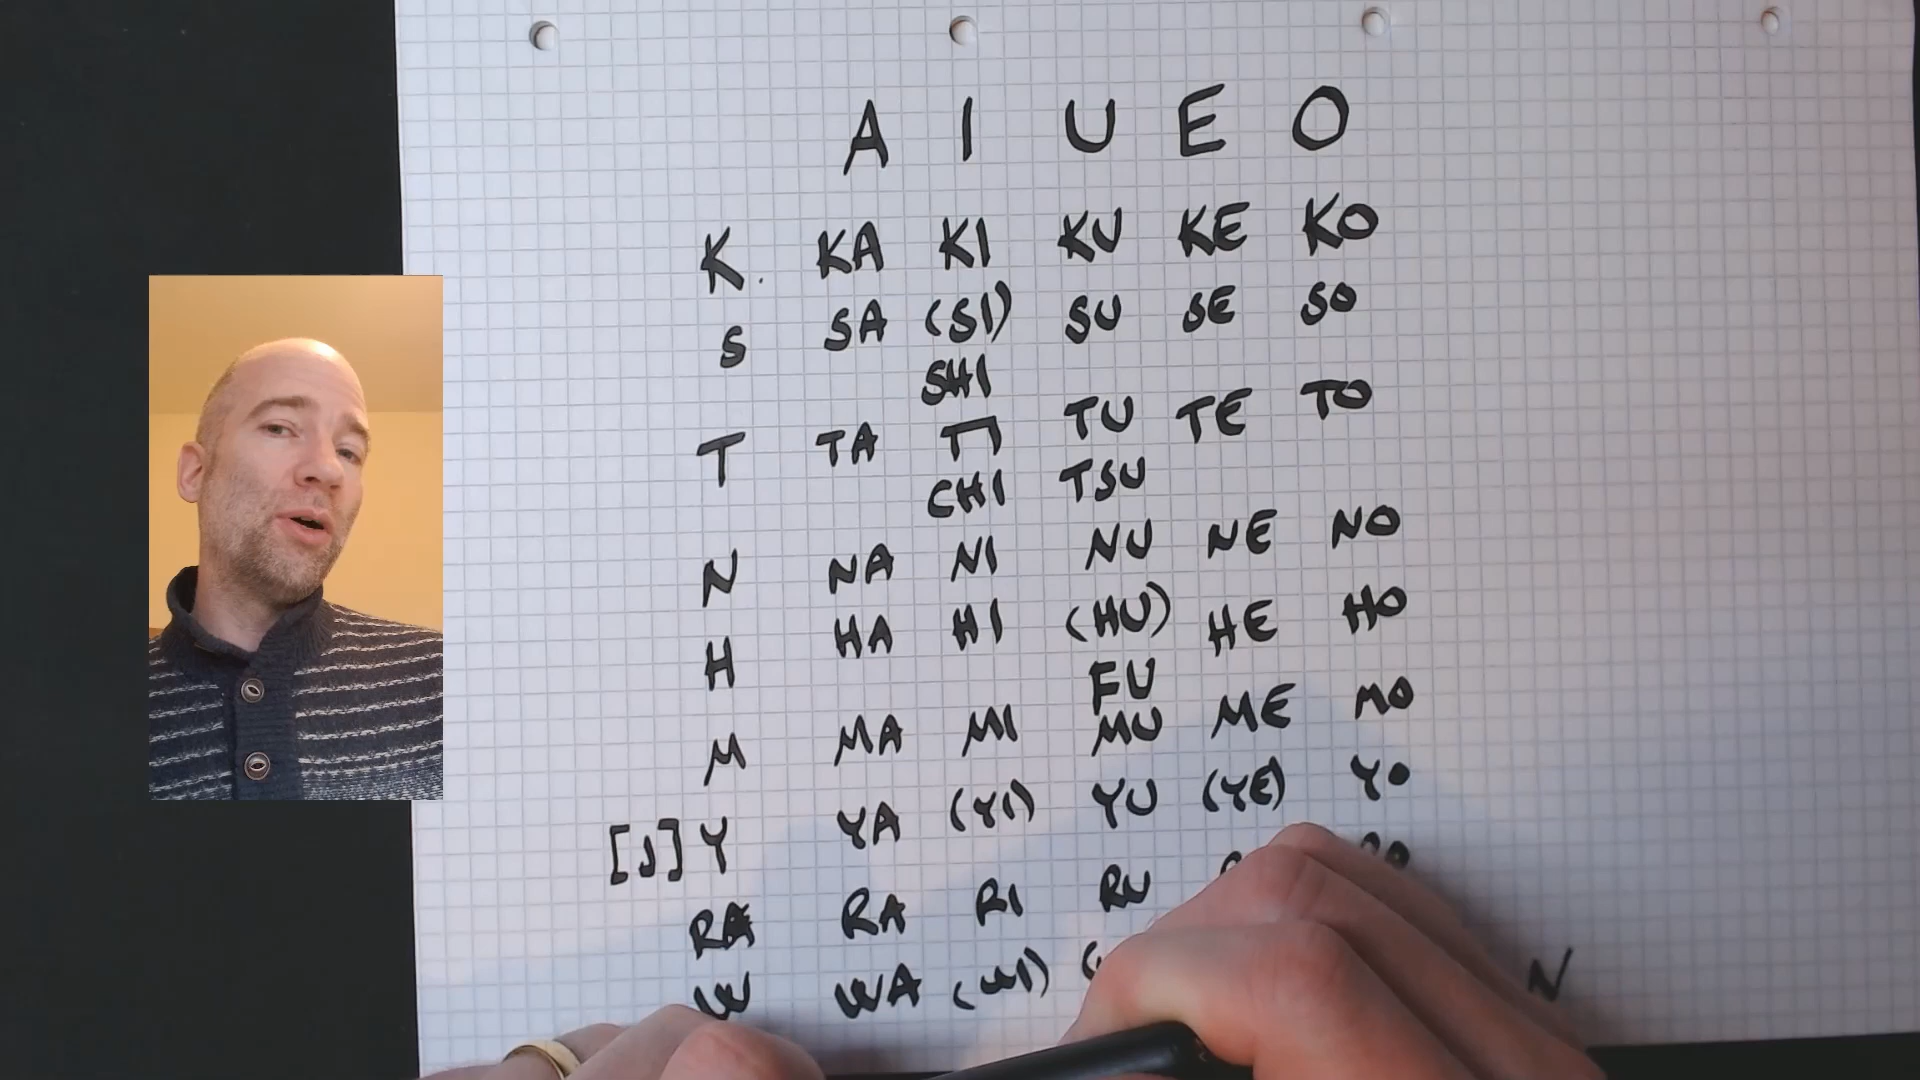 A I U E O
K. KA KI KU KE KO
S SA (SI) SU SE SO
SHI
T TA TI TU TE TO
CHI TSU
N NA NI NU NE NO
H HA HI (HU) HE HO
FU
M MA MI MU ME MO
[J] Y YA (YI) YU (YE) YO
RA RA RI RU
W WA (WI) N